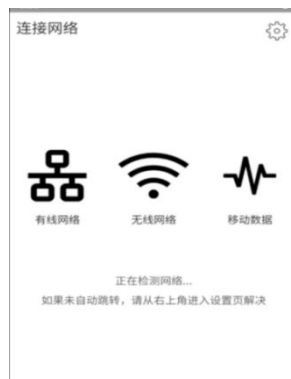 连接网络
有线网络 无线网络 移动数据
正在检测网络...
如果未自动跳转，请从右上角进入设置页解决